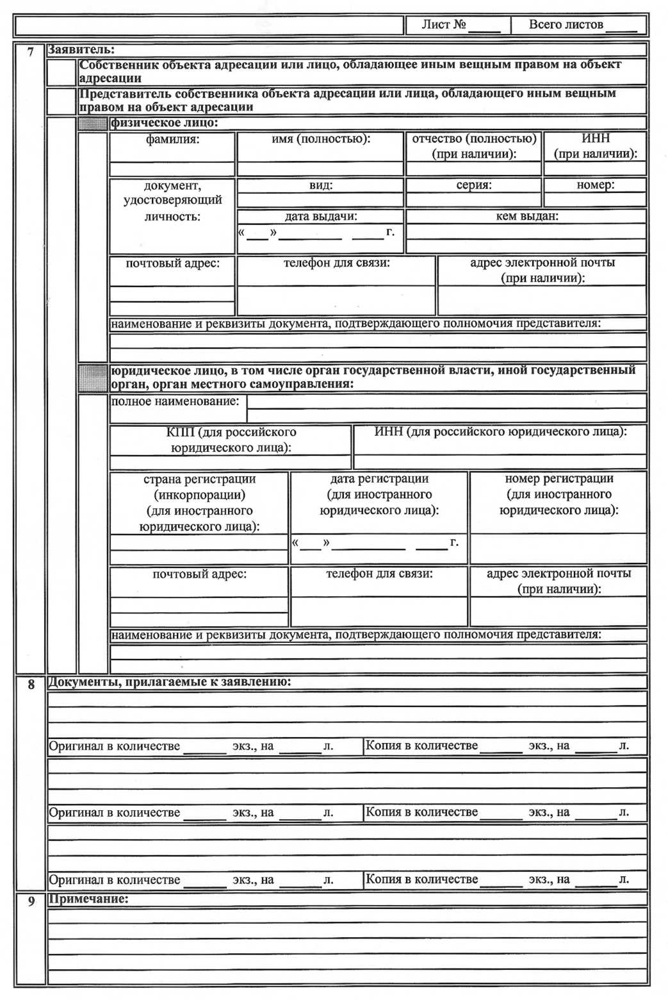 Лист № _____ Всего листов _____
7 Заявитель:
Собственник объекта адресации или лицо, обладающее иным вещным правом на объект
адресации
Представитель собственника объекта адресации или лица, обладающего иным вещным
правом на объект адресации
физическое лицо:
фамилия: имя (полностью): отчество (полностью) ИНН
(при наличии): (при наличии):
документ, вид: серия: номер:
удостоверяющий
личность: дата выдачи: кем выдан:
«___» __________ _____ г.
почтовый адрес: телефон для связи: адрес электронной почты
(при наличии):
наименование и реквизиты документа, подтверждающего полномочия представителя:
юридическое лицо, в том числе орган государственной власти, иной государственный
орган, орган местного самоуправления:
полное наименование:
КПП (для российского ИНН (для российского юридического лица):
юридического лица):
страна регистрации дата регистрации номер регистрации
(инкорпорации) (для иностранного (для иностранного
(для иностранного юридического лица): юридического лица):
юридического лица):
«___» ____________ _____ г.
почтовый адрес: телефон для связи: адрес электронной почты
(при наличии):
наименование и реквизиты документа, подтверждающего полномочия представителя:
8 Документы, прилагаемые к заявлению:
Оригинал в количестве ______ экз., на ______ л. Копия в количестве ______ экз., на ______ л.
Оригинал в количестве ______ экз., на ______ л. Копия в количестве ______ экз., на ______ л.
Оригинал в количестве ______ экз., на ______ л. Копия в количестве ______ экз., на ______ л.
9 Примечание: